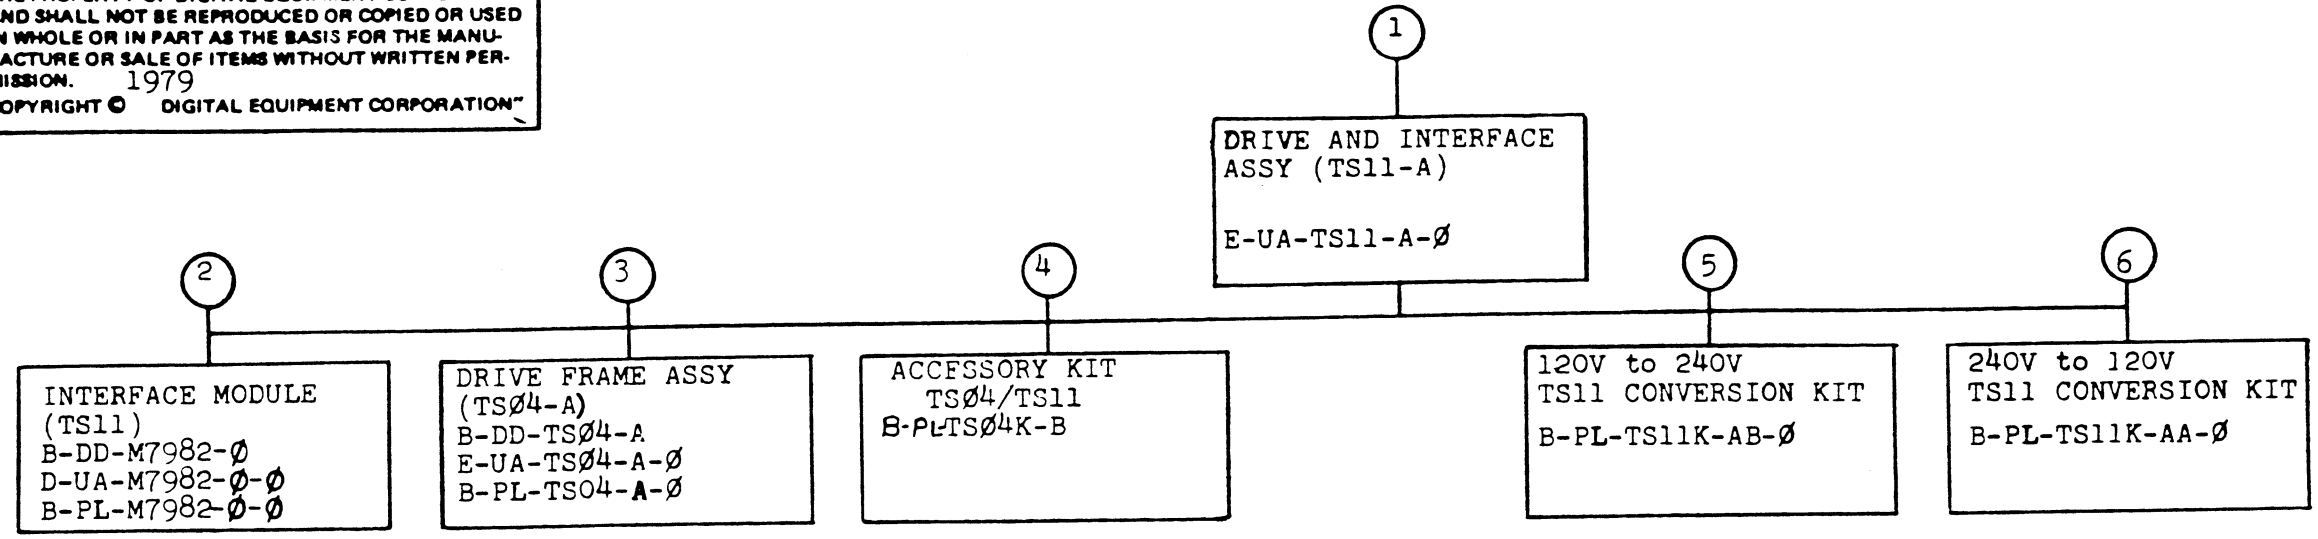 AND SHALL NOT BE REPRODUCED OR COPIED OR USED
WHOLE OR IN PART AS THE BASIS FOR THE MANU-
ACTURE OR SALE OF ITEMS WITHOUT WRITTEN PER-
ISSION. 1979
OPYRIGHT © DIGITAL EQUIPMENT CORPORATION"
1
DRIVE AND INTERFACE
ASSY (TS11-A)
E-UA-TS11-A-Ø
2
INTERFACE MODULE
(TS11)
B-DD-M7982-Ø
D-UA-M7982-Ø-Ø
B-PL-M7982-Ø-Ø
3
DRIVE FRAME ASSY
(TSØ4-A)
B-DD-TSØ4-A
E-UA-TSØ4-A-Ø
B-PL-TSO4-A-Ø
4
ACCFSSORY KIT
TSØ4/TS11
B-PL-TSØ4K-B
5
120V to 240V
TS11 CONVERSION KIT
B-PL-TS11K-AB-Ø
6
240V to 120V
TS11 CONVERSION KIT
B-PL-TS11K-AA-Ø